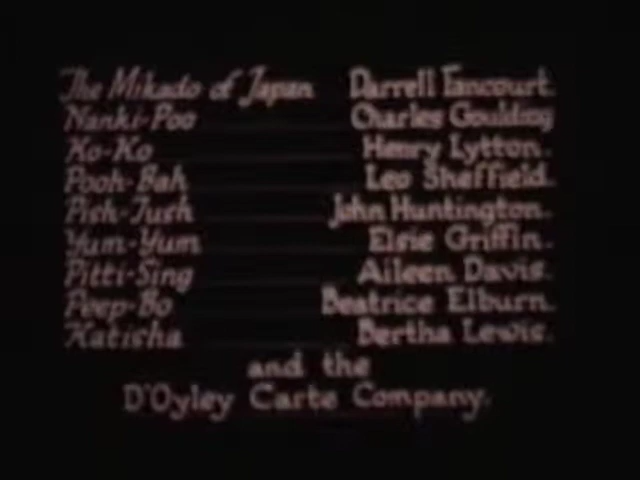 The Mikado of Japan Darrell Fancourt.
Nanki-Poo Charles Goulding
Ko-Ko Henry Lytton.
Pooh-Bah Leo Sheffield.
Pish-Tush John Huntington.
Yum-Yum Elsie Griffin.
Pitti-Sing Aileen Davis.
Peep-Bo Beatrice Elburn.
Katisha Bertha Lewis.
and the
D'Oyley Carte Company.